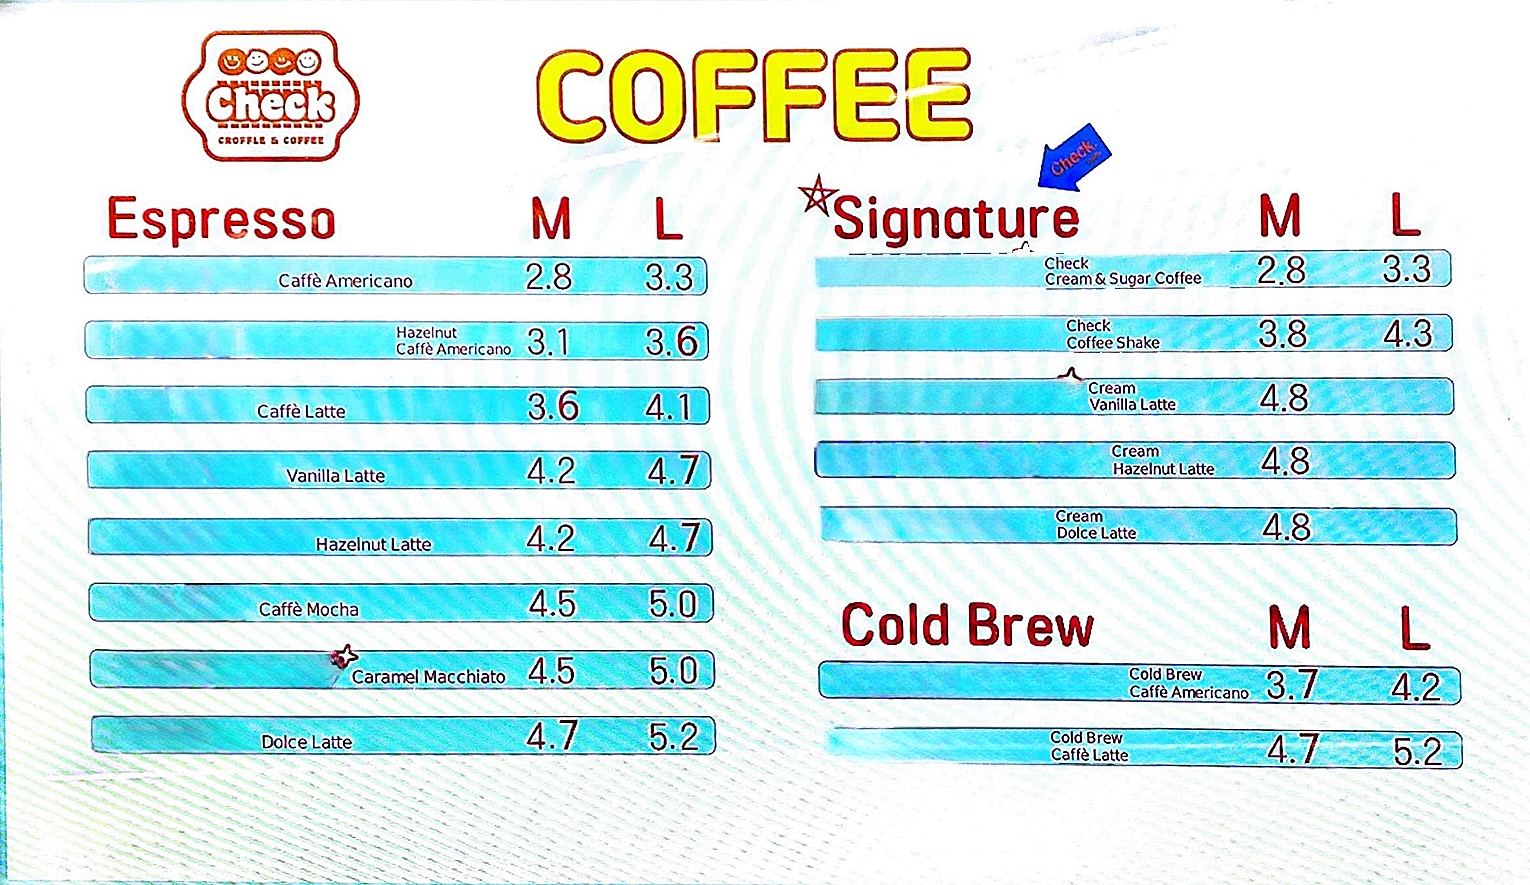 Check
CROFFLE & COFFEE
COFFEE
Check
Espresso M L
Caffè Americano 2.8 3.3
Hazelnut
Caffè Americano 3.1 3.6
Caffè Latte 3.6 4.1
Vanilla Latte 4.2 4.7
Hazelnut Latte 4.2 4.7
Caffè Mocha 4.5 5.0
Caramel Macchiato 4.5 5.0
Dolce Latte 4.7 5.2
Signature M L
Check
Cream & Sugar Coffee 2.8 3.3
Check
Coffee Shake 3.8 4.3
Cream
Vanilla Latte 4.8
Cream
Hazelnut Latte 4.8
Cream
Dolce Latte 4.8
Cold Brew M L
Cold Brew
Caffè Americano 3.7 4.2
Cold Brew
Caffè Latte 4.7 5.2